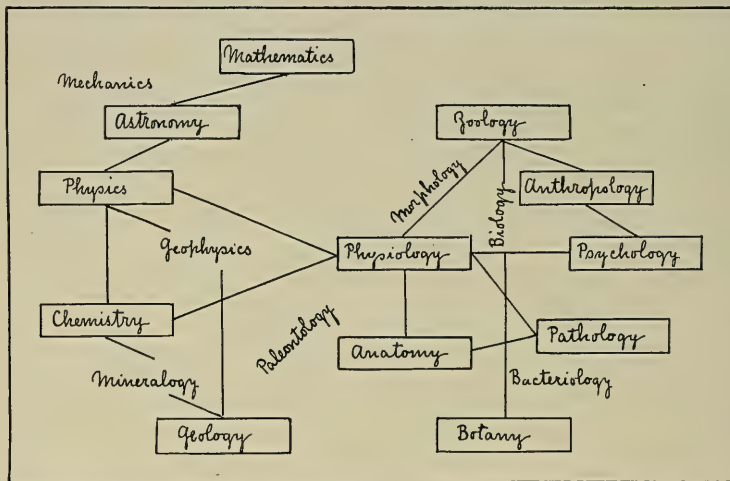 Mathematics
Mechanics
Astronomy
Zoology
Morphology
Biology
Physics
Anthropology
Geophysics
Physiology
Psychology
Chemistry
Paleontology
Anatomy
Pathology
Mineralogy
Bacteriology
Geology
Botany